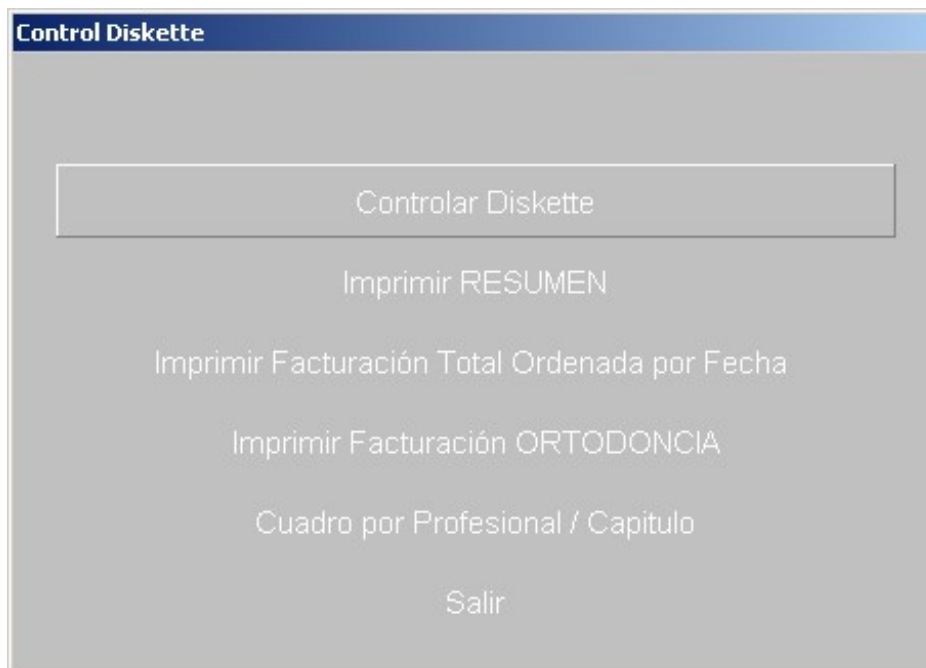 Control Diskette
Controlar Diskette
Imprimir RESUMEN
Imprimir Facturación Total Ordenada por Fecha
Imprimir Facturación ORTODONCIA
Cuadro por Profesional / Capitulo
Salir